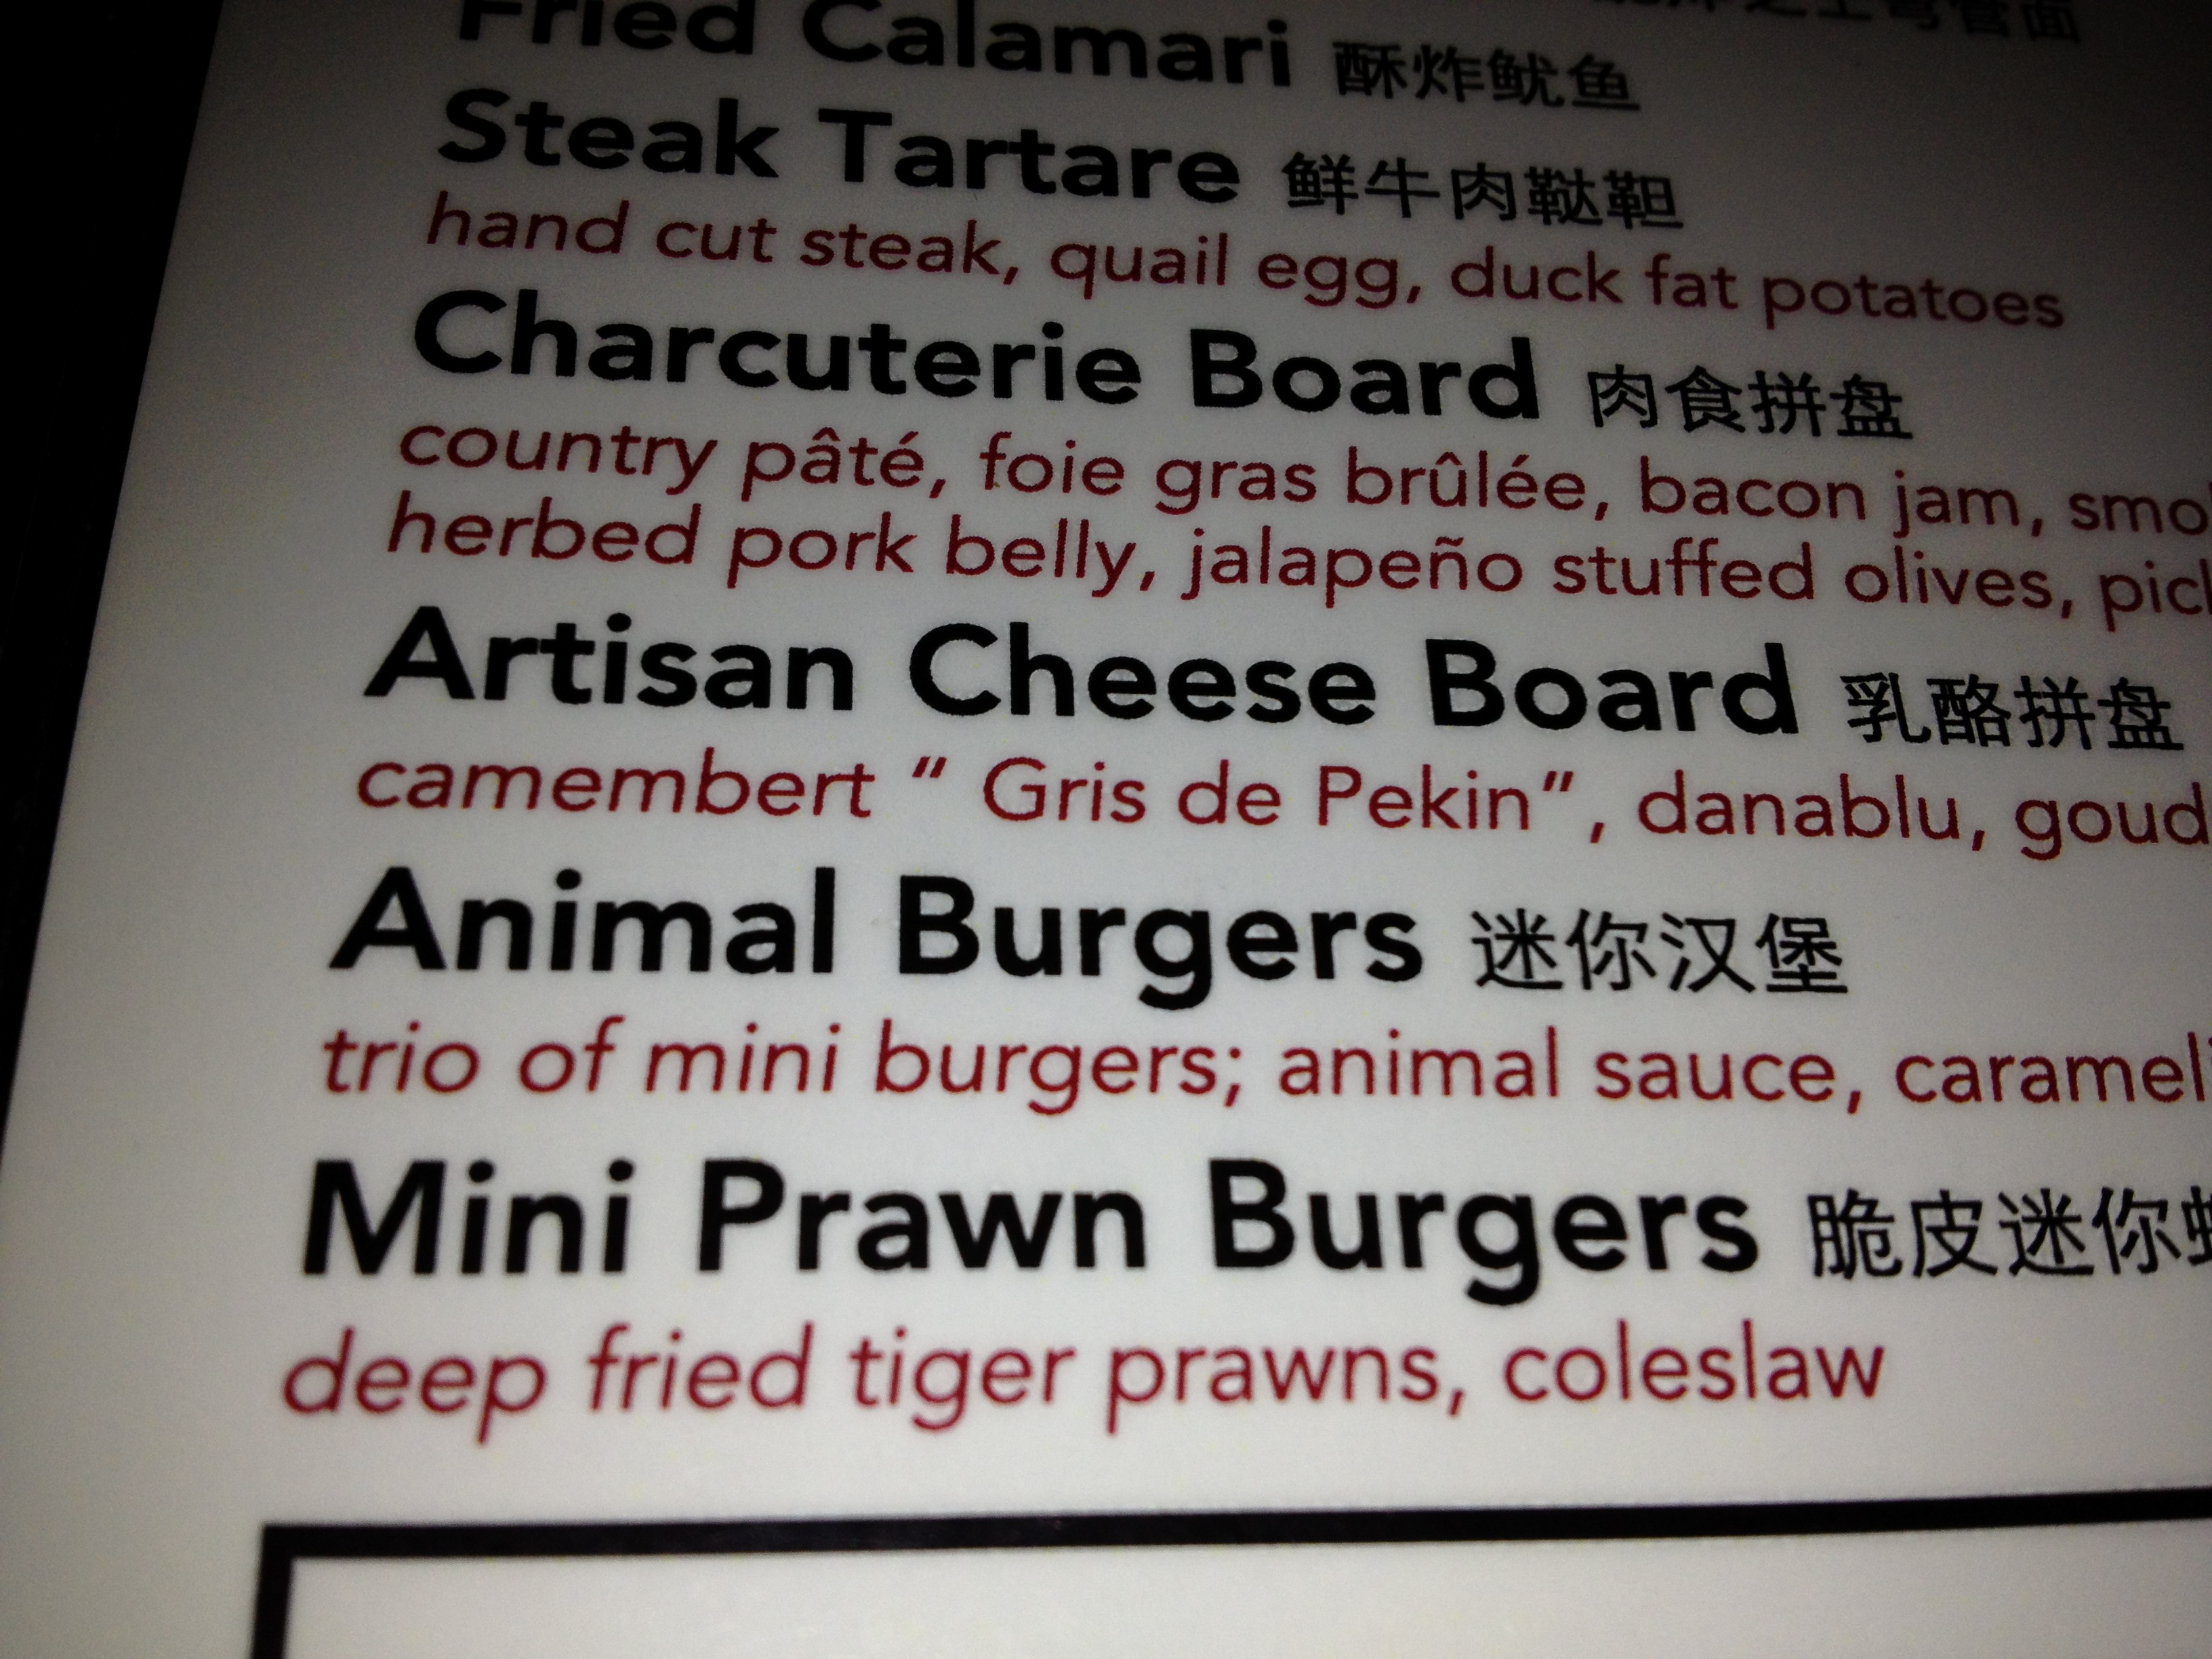 Fried Calamari 酥炸鱿鱼
Steak Tartare 鲜牛肉鞑靼
hand cut steak, quail egg, duck fat potatoes
Charcuterie Board 肉食拼盘
country pâté, foie gras brûlée, bacon jam,
herbed pork belly, jalapeño stuffed olives,
Artisan Cheese Board 乳酪拼盘
camembert “ Gris de Pekin”, danablu,
Animal Burgers 迷你汉堡
trio of mini burgers; animal sauce,
Mini Prawn Burgers 脆皮迷你
deep fried tiger prawns, coleslaw